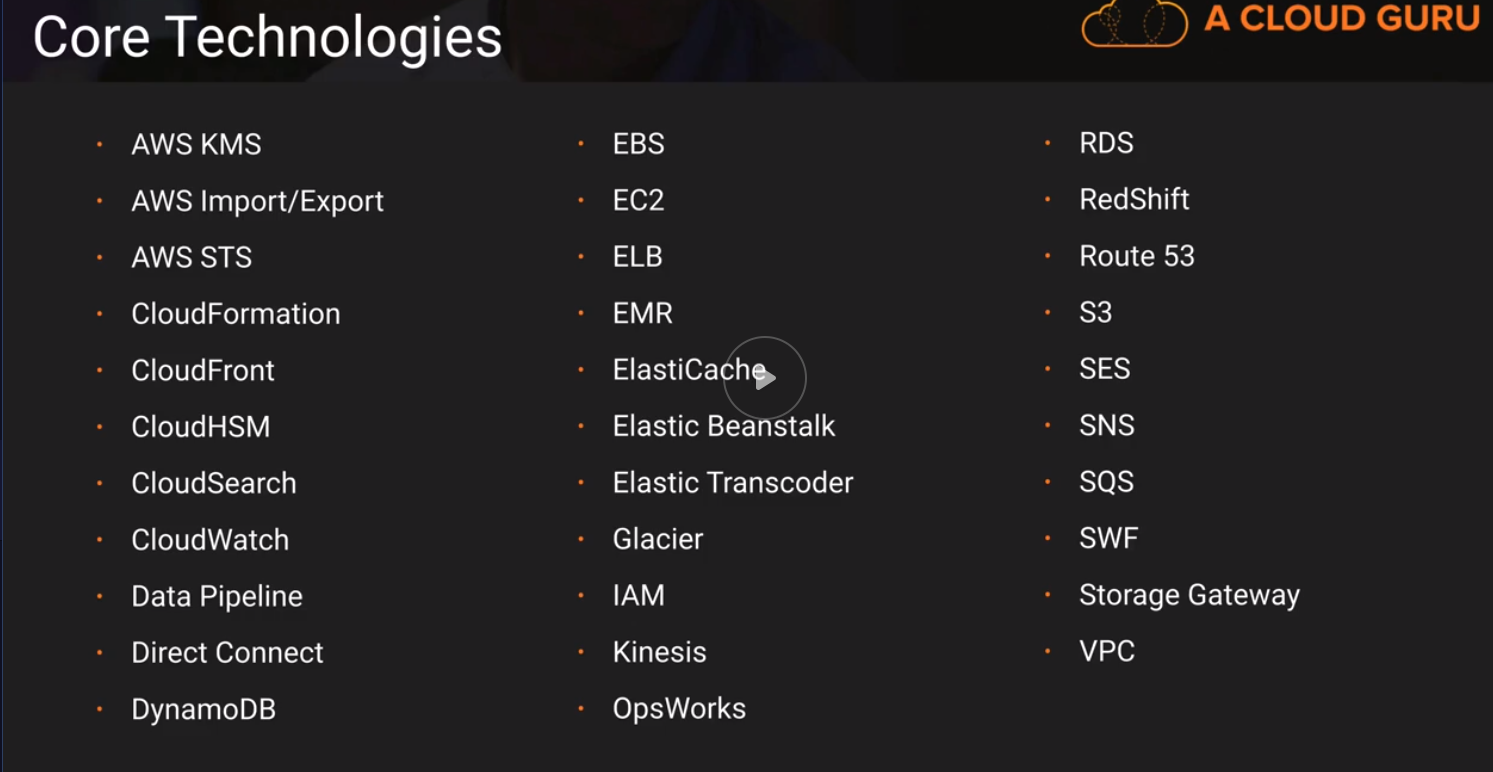 Core Technologies
A CLOUD GURU
AWS KMS
AWS Import/Export
AWS STS
CloudFormation
CloudFront
CloudHSM
CloudSearch
CloudWatch
Data Pipeline
Direct Connect
DynamoDB
EBS
EC2
ELB
EMR
ElastiCache
Elastic Beanstalk
Elastic Transcoder
Glacier
IAM
Kinesis
OpsWorks
RDS
RedShift
Route 53
S3
SES
SNS
SQS
SWF
Storage Gateway
VPC